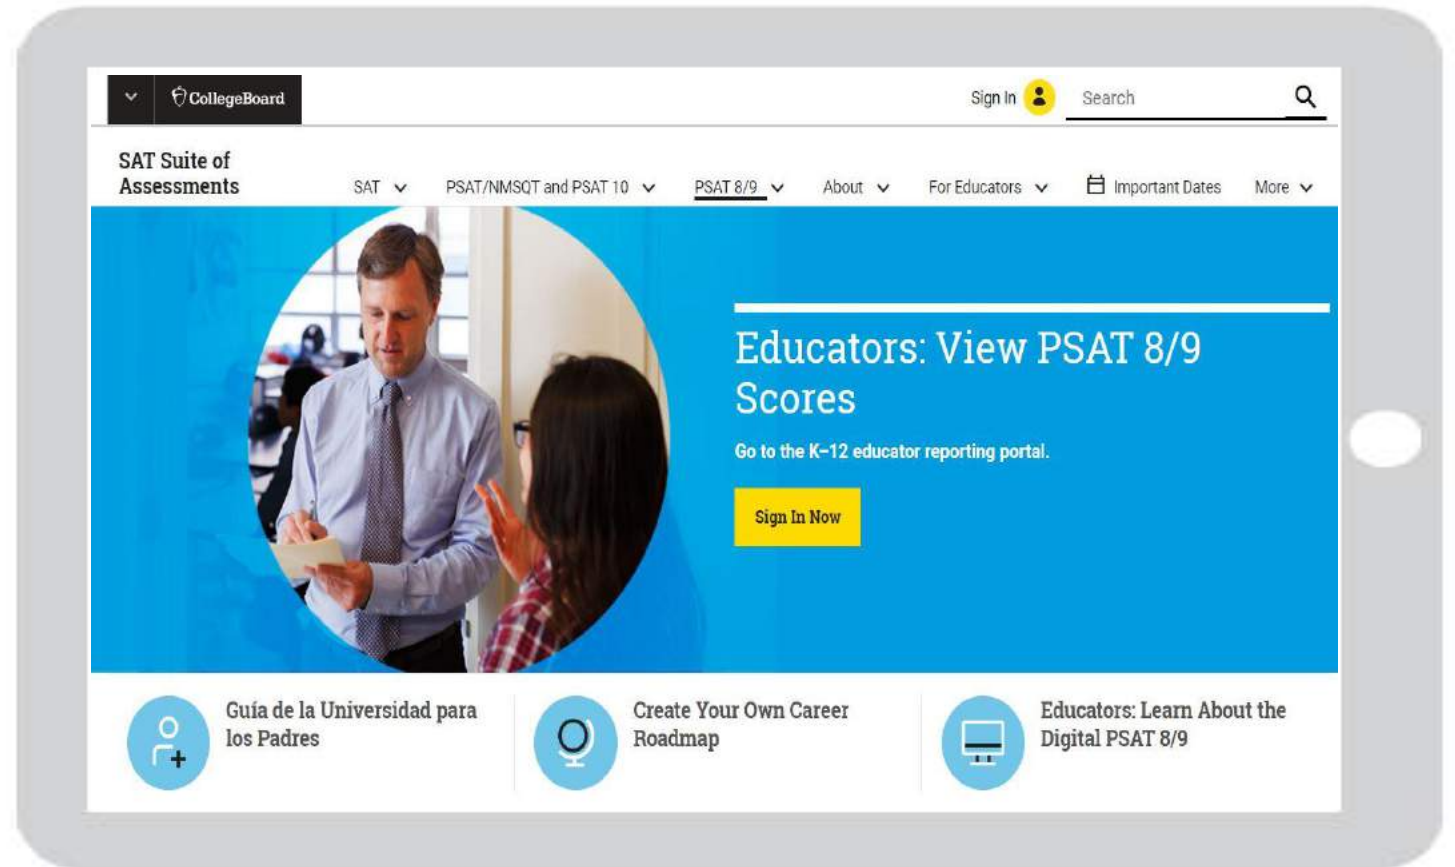 CollegeBoard
Sign In
Search
SAT Suite of
Assessments
SAT
PSAT/NMSQT and PSAT 10
PSAT 8/9
About
For Educators
Important Dates
More
Educators: View PSAT 8/9
Scores
Go to the K–12 educator reporting portal.
Sign In Now
Guía de la Universidad para
los Padres
Create Your Own Career
Roadmap
Educators: Learn About the
Digital PSAT 8/9